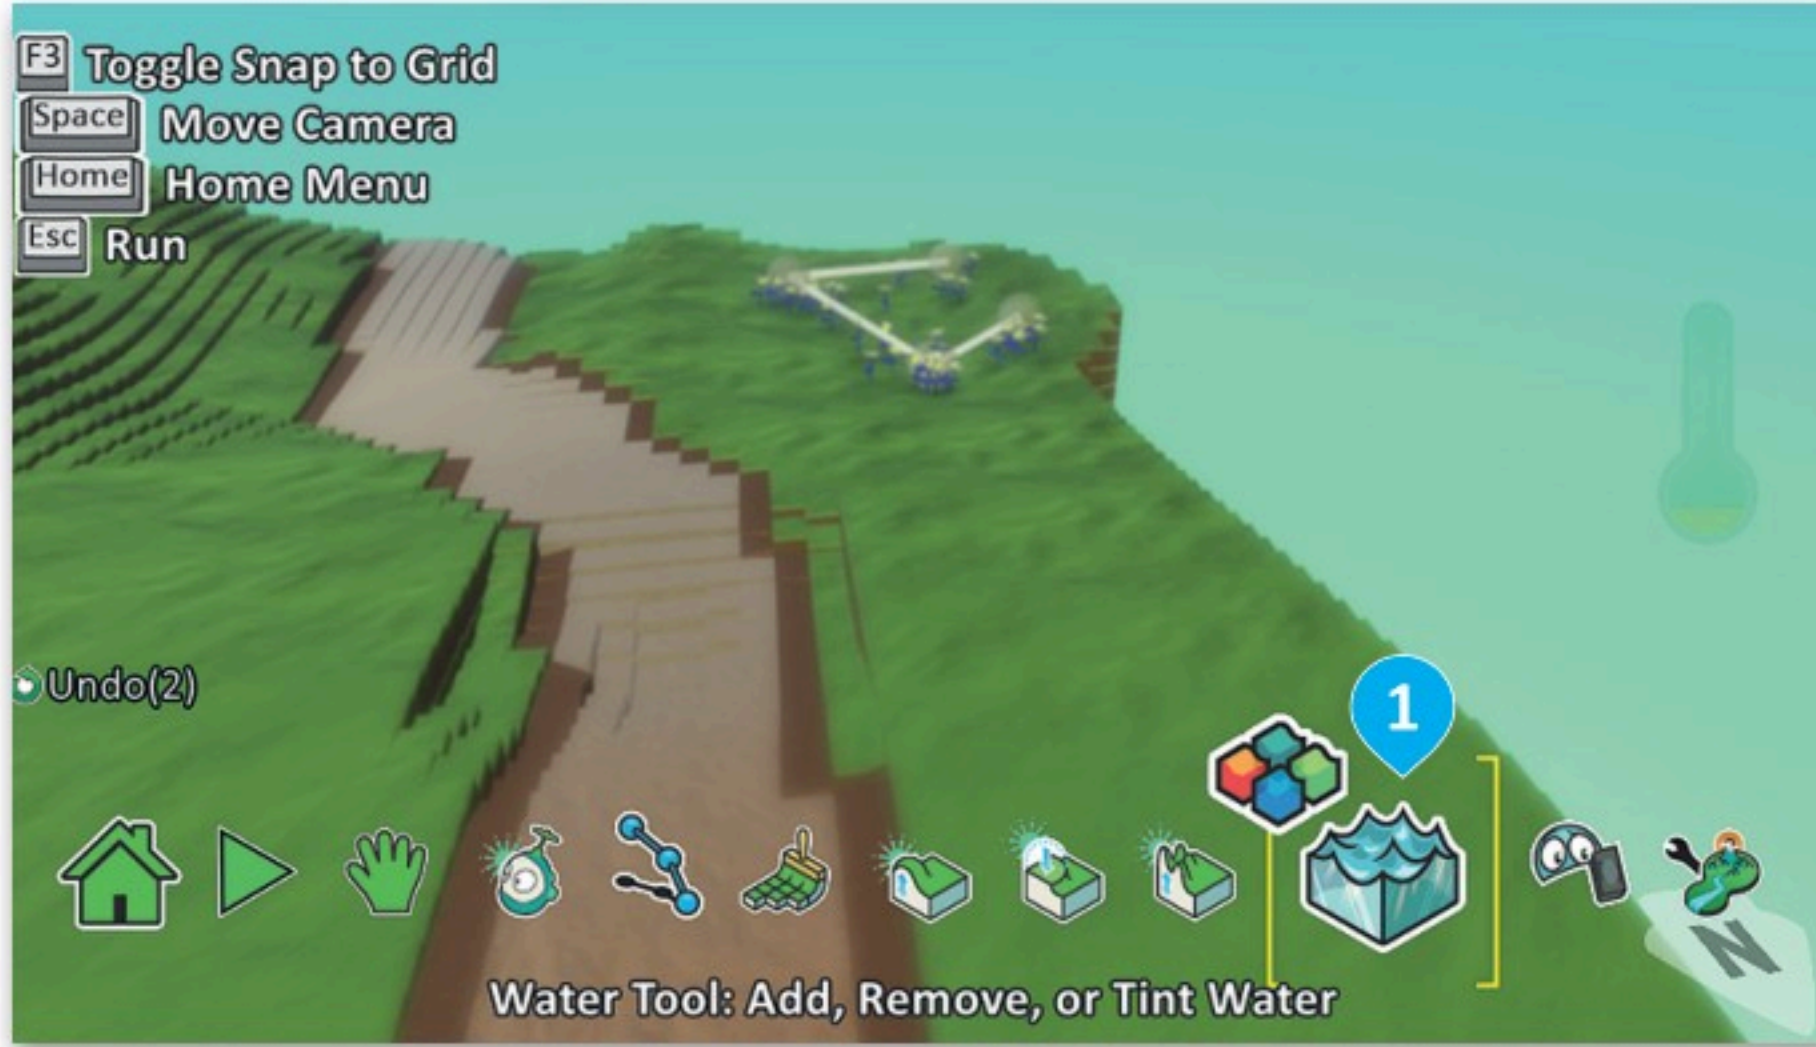 F3 Toggle Snap to Grid
Space Move Camera
Home Home Menu
Esc Run
Undo(2)
1
N
Water Tool: Add, Remove, or Tint Water